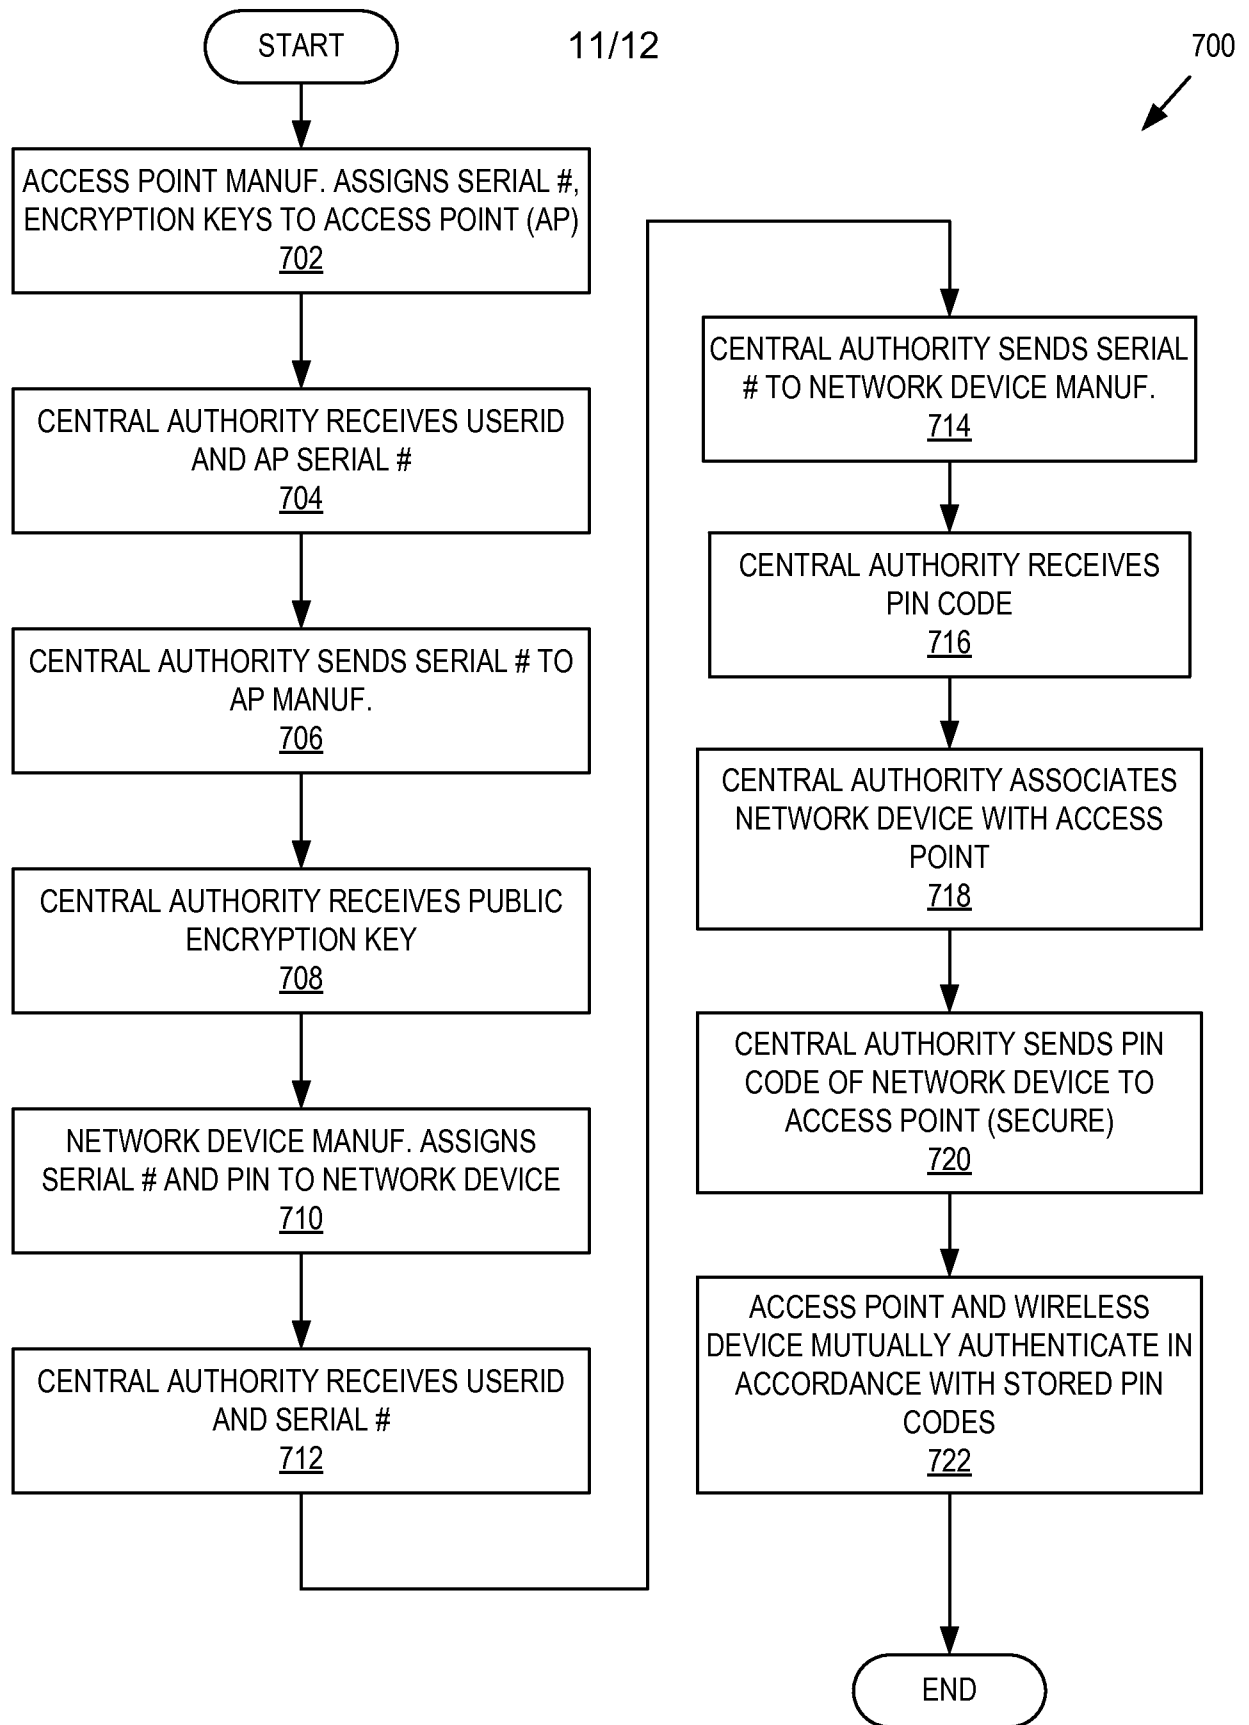 START
11/12
700
ACCESS POINT MANUF. ASSIGNS SERIAL #,
ENCRYPTION KEYS TO ACCESS POINT (AP)
702
CENTRAL AUTHORITY RECEIVES USERID
AND AP SERIAL #
704
CENTRAL AUTHORITY SENDS SERIAL # TO
AP MANUF.
706
CENTRAL AUTHORITY RECEIVES PUBLIC
ENCRYPTION KEY
708
NETWORK DEVICE MANUF. ASSIGNS
SERIAL # AND PIN TO NETWORK DEVICE
710
CENTRAL AUTHORITY RECEIVES USERID
AND SERIAL #
712
CENTRAL AUTHORITY SENDS SERIAL
# TO NETWORK DEVICE MANUF.
714
CENTRAL AUTHORITY RECEIVES
PIN CODE
716
CENTRAL AUTHORITY ASSOCIATES
NETWORK DEVICE WITH ACCESS
POINT
718
CENTRAL AUTHORITY SENDS PIN
CODE OF NETWORK DEVICE TO
ACCESS POINT (SECURE)
720
ACCESS POINT AND WIRELESS
DEVICE MUTUALLY AUTHENTICATE IN
ACCORDANCE WITH STORED PIN
CODES
722
END